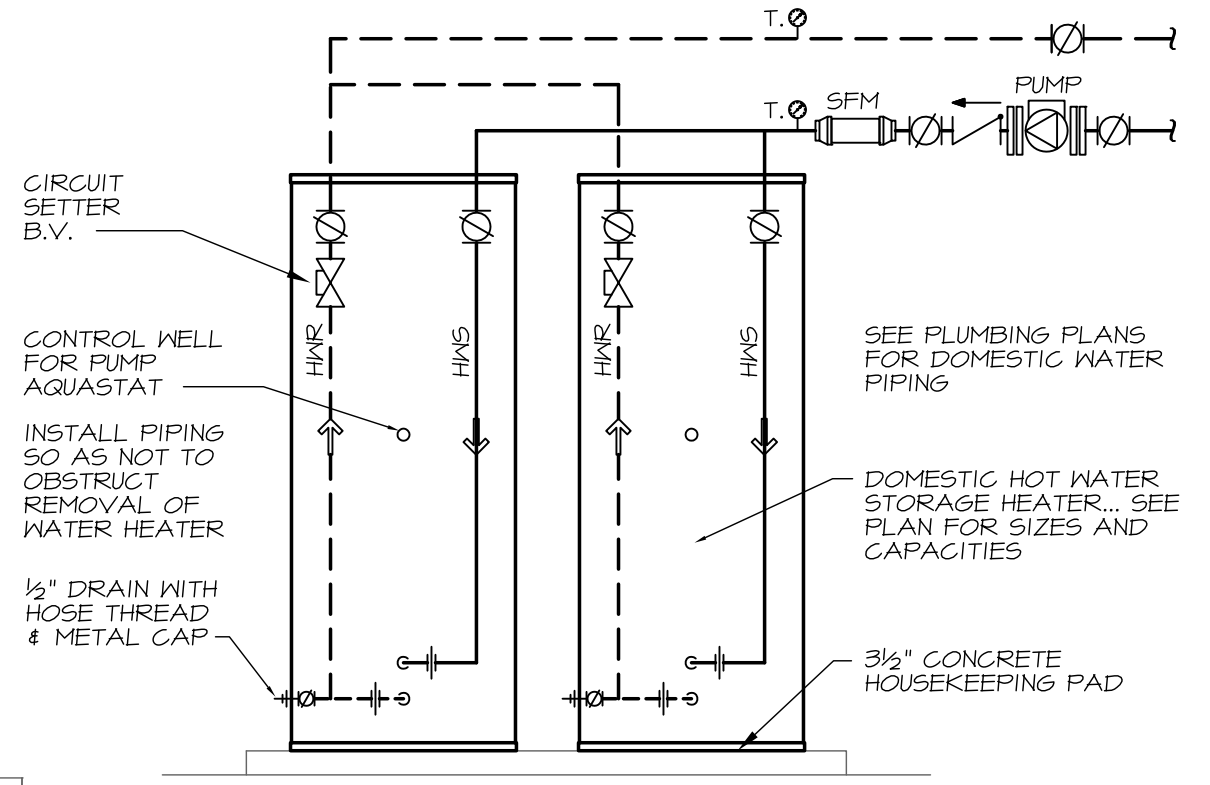 T.
PUMP
T.
SFM
CIRCUIT
SETTER
B.V.
CONTROL WELL
FOR PUMP
AQUASTAT
INSTALL PIPING
SO AS NOT TO
OBSTRUCT
REMOVAL OF
WATER HEATER
½" DRAIN WITH
HOSE THREAD
& METAL CAP
HWR
HWS
HWR
HWS
SEE PLUMBING PLANS
FOR DOMESTIC WATER
PIPING
DOMESTIC HOT WATER
STORAGE HEATER... SEE
PLAN FOR SIZES AND
CAPACITIES
3½" CONCRETE
HOUSEKEEPING PAD